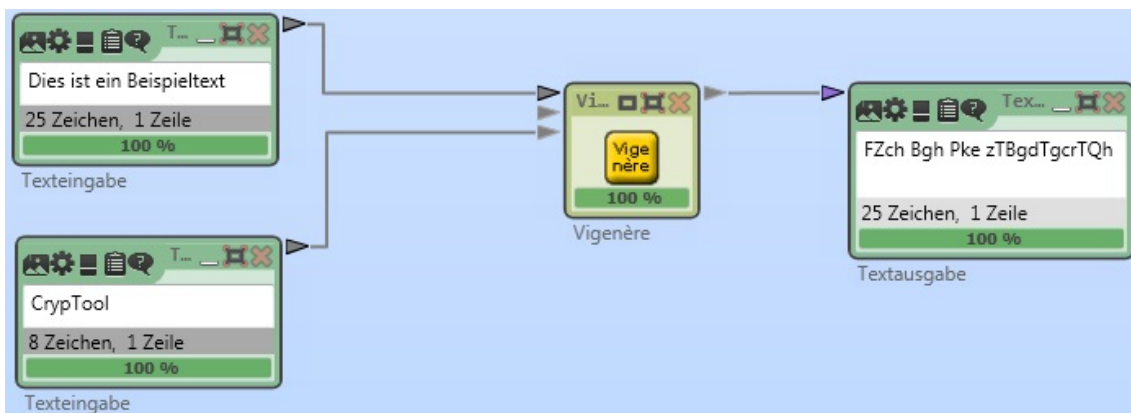 T...
Dies ist ein Beispieltext
25 Zeichen, 1 Zeile
100 %
Texteingabe
T...
CrypTool
8 Zeichen, 1 Zeile
100 %
Texteingabe
Vi...
Vige
nère
100 %
Vigenère
Tex...
FZch Bgh Pke zTBgdTgcrTQh
25 Zeichen, 1 Zeile
100 %
Textausgabe